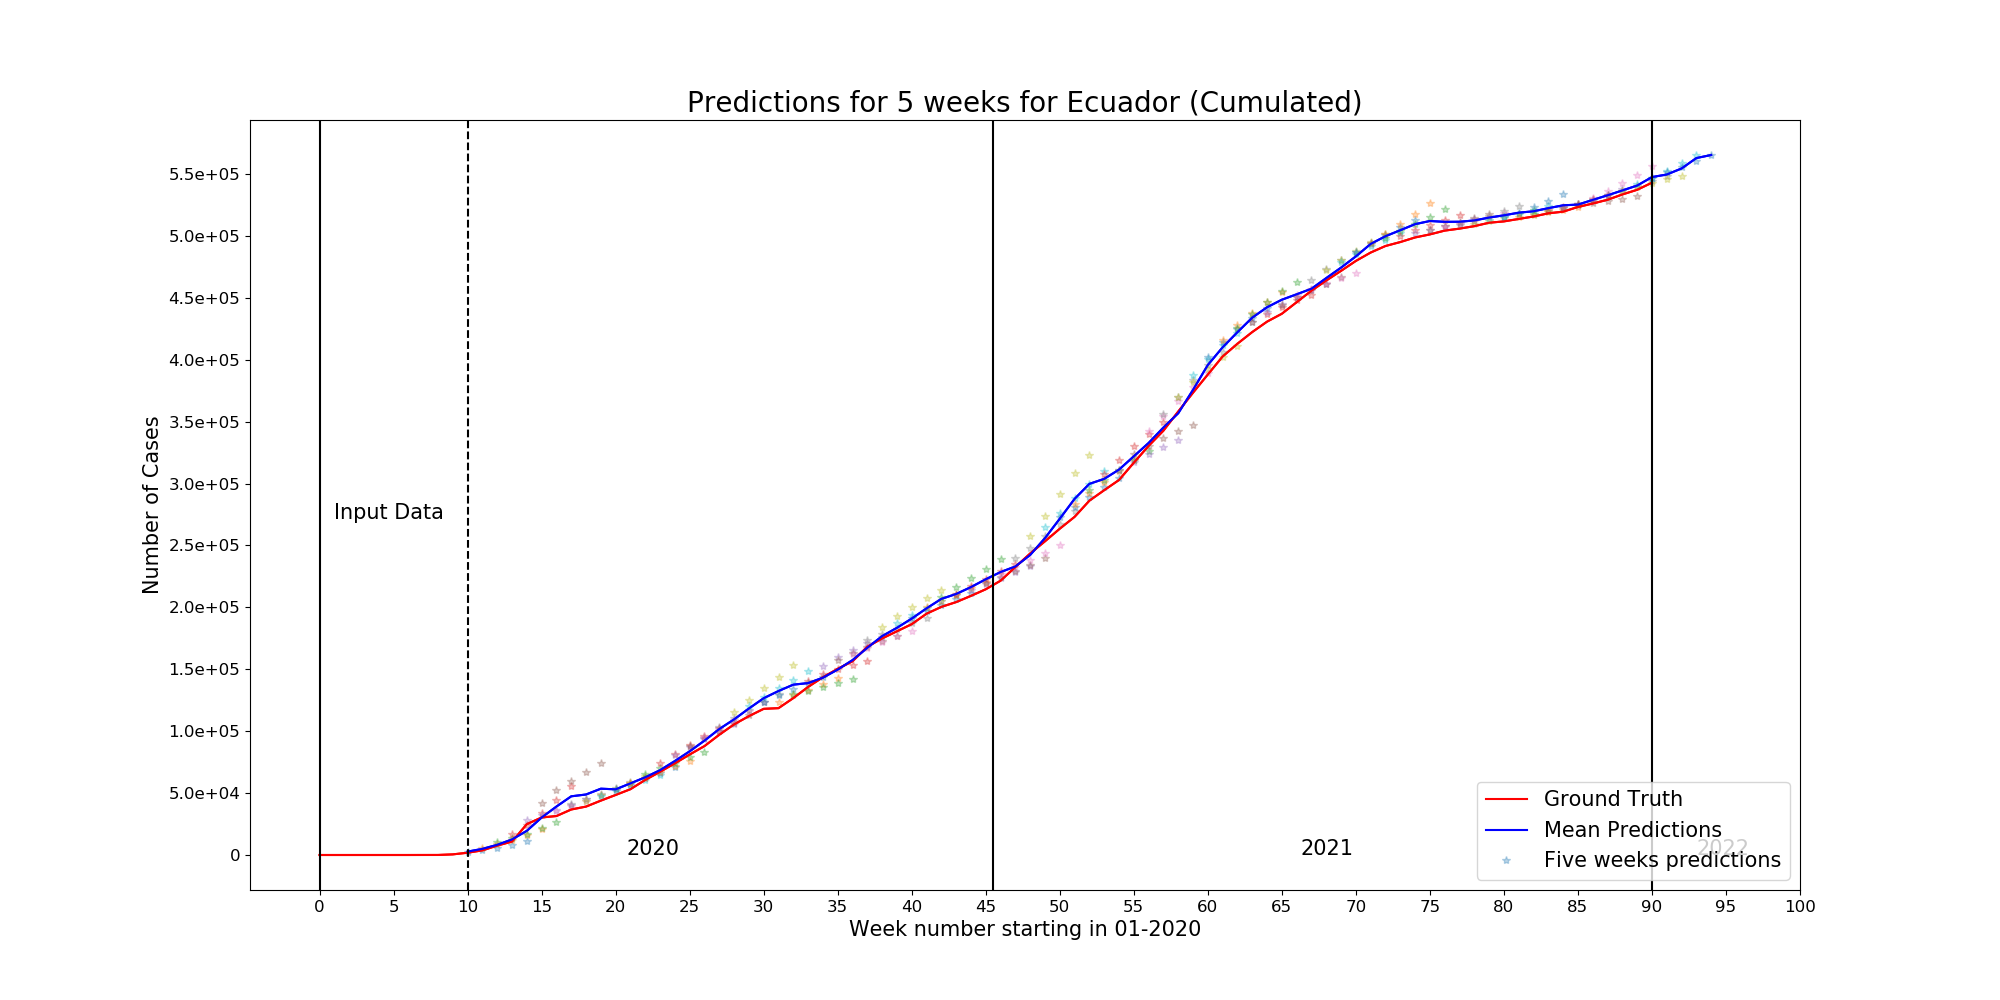 Predictions for 5 weeks for Ecuador (Cumulated)
Number of Cases
5.5e+05
5.0e+05
4.5e+05
4.0e+05
3.5e+05
3.0e+05
2.5e+05
2.0e+05
1.5e+05
1.0e+05
5.0e+04
0
Input Data
2020
2021
2022
Ground Truth
Mean Predictions
Five weeks predictions
0 5 10 15 20 25 30 35 40 45 50 55 60 65 70 75 80 85 90 95 100
Week number starting in 01-2020